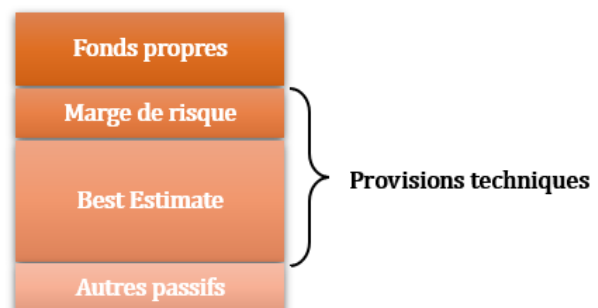 Fonds propres
Marge de risque
Best Estimate
Provisions techniques
Autres passifs